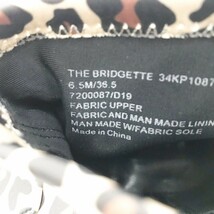 THE BRIDGETTE 34KP1087
6.5M/36.5
7200087/D19
FABRIC UPPER
FABRIC AND MAN MADE LINING
MAN MADE W/FABRIC SOLE
Made in China